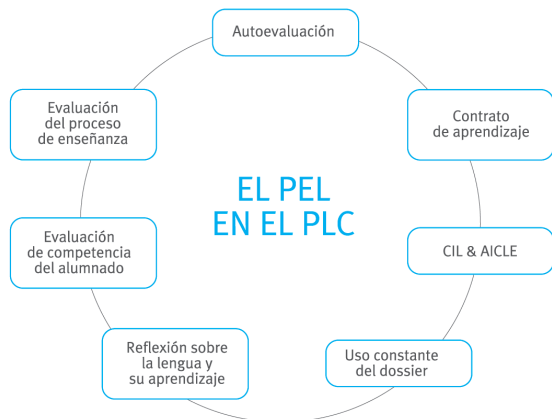 Autoevaluación
Contrato
de aprendizaje
CIL & AICLE
Uso constante
del dossier
Reflexión sobre
la lengua y
su aprendizaje
Evaluación
de competencia
del alumnado
Evaluación
del proceso
de enseñanza
EL PEL
EN EL PLC